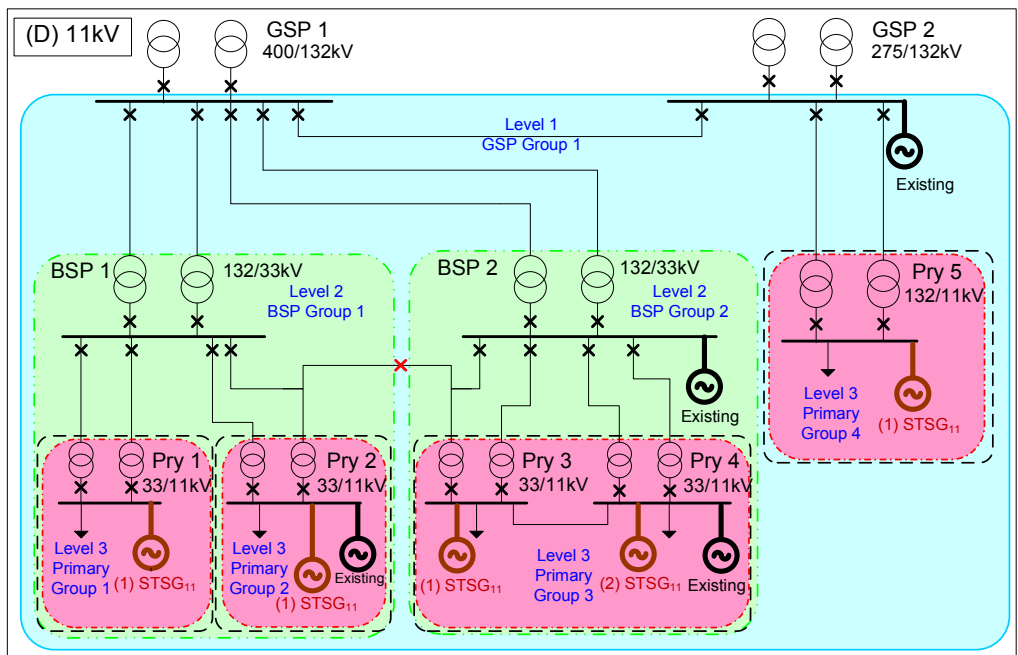 (D) 11kV
GSP 1
400/132kV
GSP 2
275/132kV
Level 1
GSP Group 1
Existing
BSP 1
132/33kV
Level 2
BSP Group 1
BSP 2
132/33kV
Level 2
BSP Group 2
Pry 5
132/11kV
Existing
Level 3
Primary
Group 4
(1) STSG₁₁
Pry 1
33/11kV
Pry 2
33/11kV
Pry 3
33/11kV
Pry 4
33/11kV
Level 3
Primary
Group 1
(1) STSG₁₁
Level 3
Primary
Group 2
(1) STSG₁₁
Existing
(1) STSG₁₁
Level 3
Primary
Group 3
(2) STSG₁₁
Existing